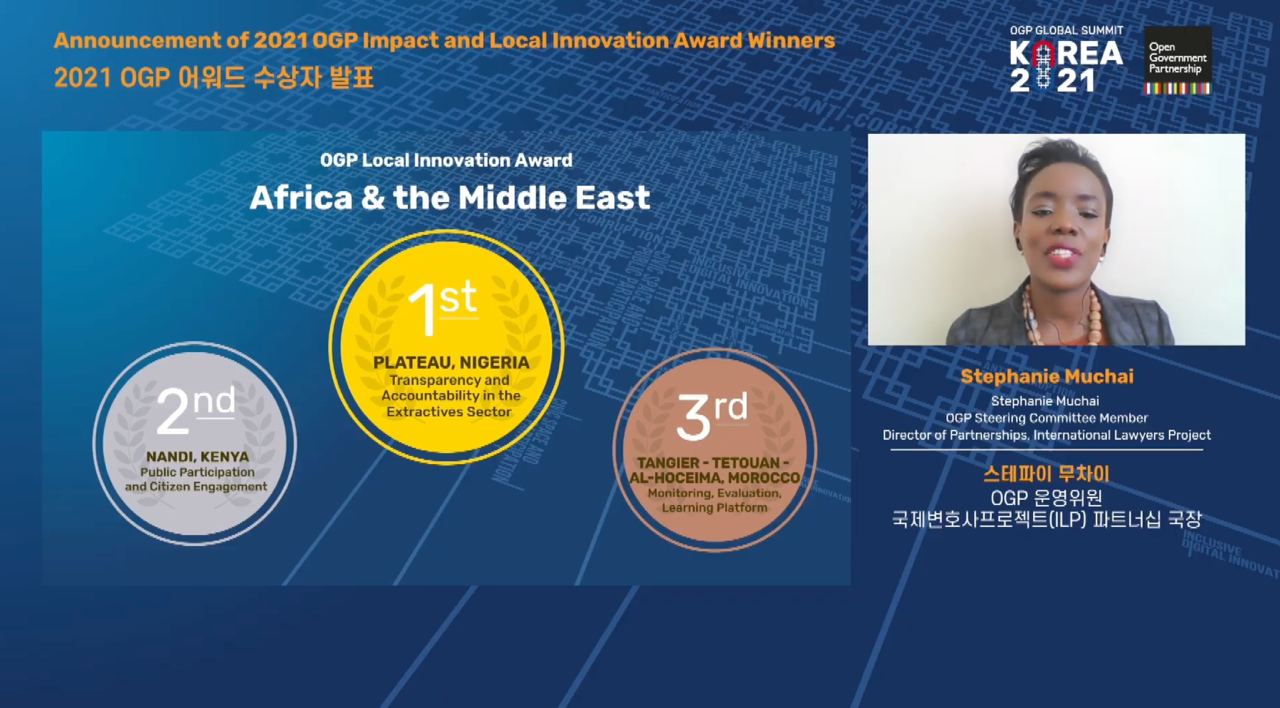 Announcement of 2021 OGP Impact and Local Innovation Award Winners
2021 OGP 어워드 수상자 발표
OGP GLOBAL SUMMIT
KOREA
2021
Open
Government
Partnership
OGP Local Innovation Award
Africa & the Middle East
1st
PLATEAU, NIGERIA
Transparency and
Accountability in the
Extractives Sector
2nd
NANDI, KENYA
Public Participation
and Citizen Engagement
3rd
TANGIER - TETOUAN -
AL-HOCEIMA, MOROCCO
Monitoring, Evaluation,
Learning Platform
Stephanie Muchai
Stephanie Muchai
OGP Steering Committee Member
Director of Partnerships, International Lawyers Project
스테파이 무차이
OGP 운영위원
국제변호사프로젝트(ILP) 파트너십 국장
INCLUSIVE
DIGITAL INNOVAT